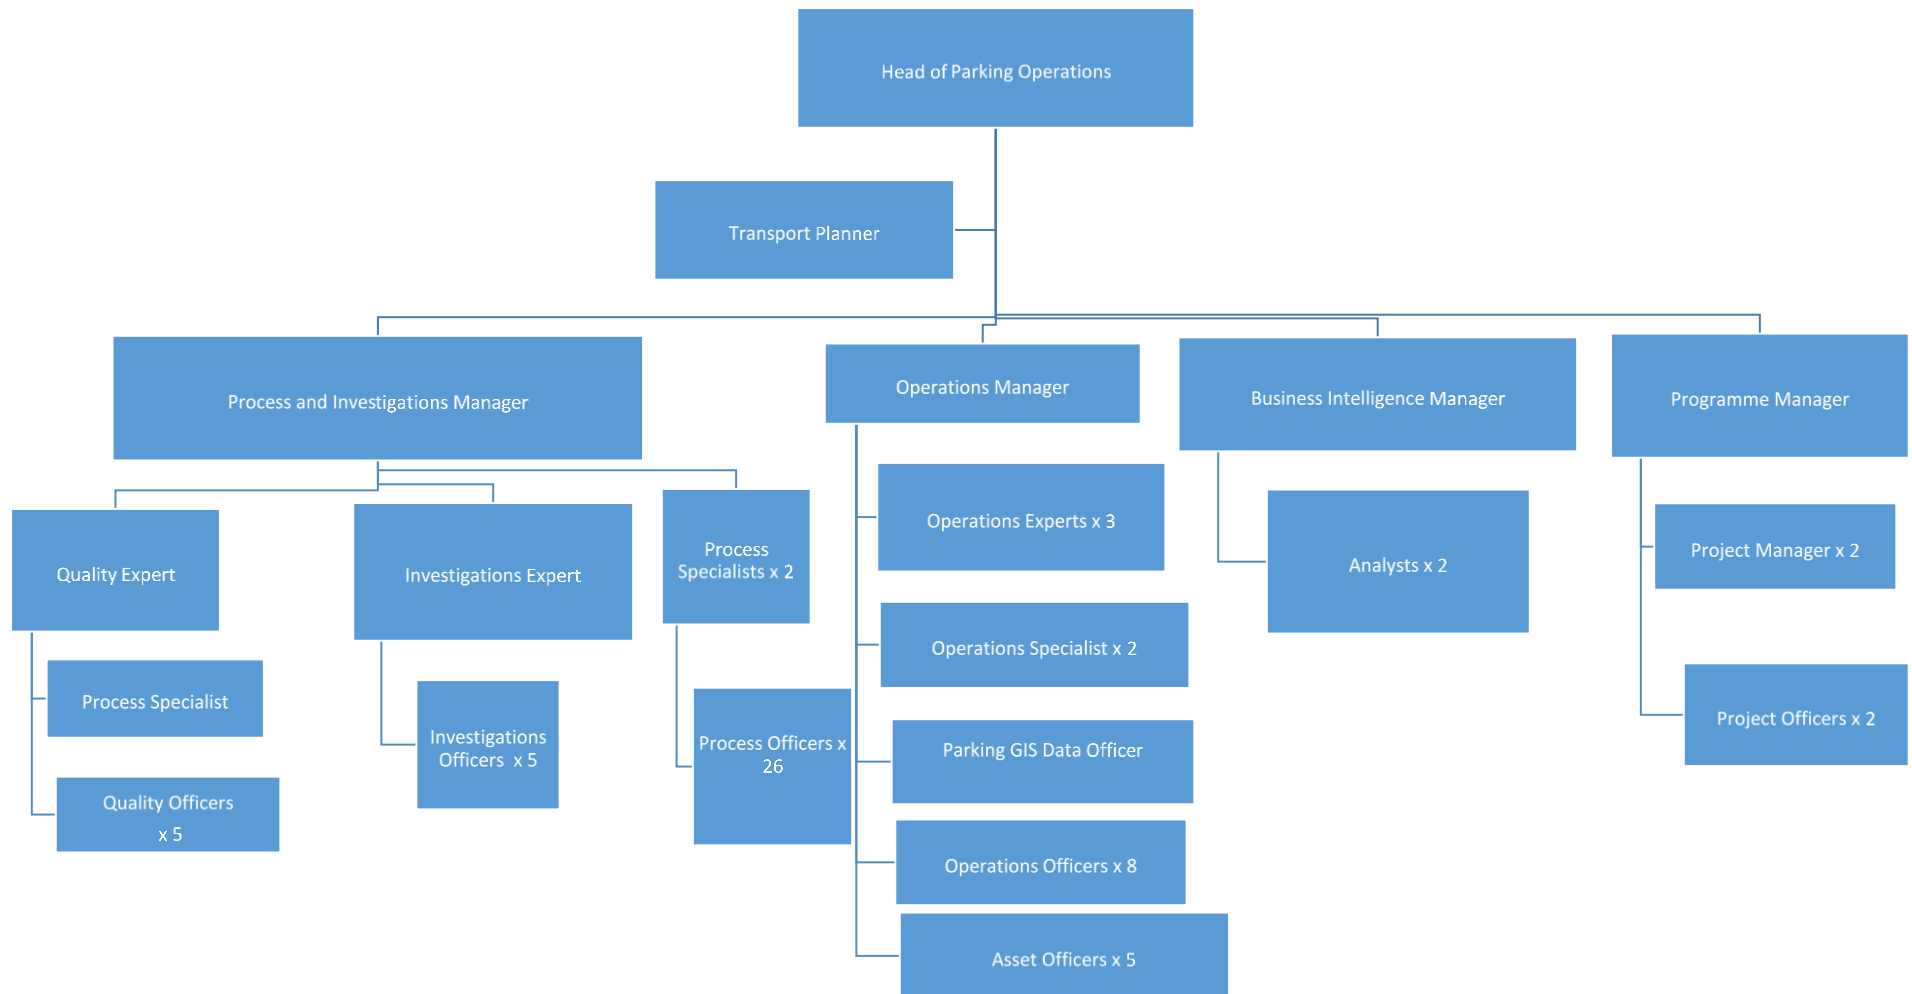 Head of Parking Operations
Transport Planner
Process and Investigations Manager
Operations Manager
Business Intelligence Manager
Programme Manager
Quality Expert
Investigations Expert
Process
Specialists x 2
Operations Experts x 3
Analysts x 2
Project Manager x 2
Process Specialist
Investigations
Officers  x 5
Process Officers x
26
Operations Specialist x 2
Project Officers x 2
Quality Officers
x 5
Parking GIS Data Officer
Operations Officers x 8
Asset Officers x 5